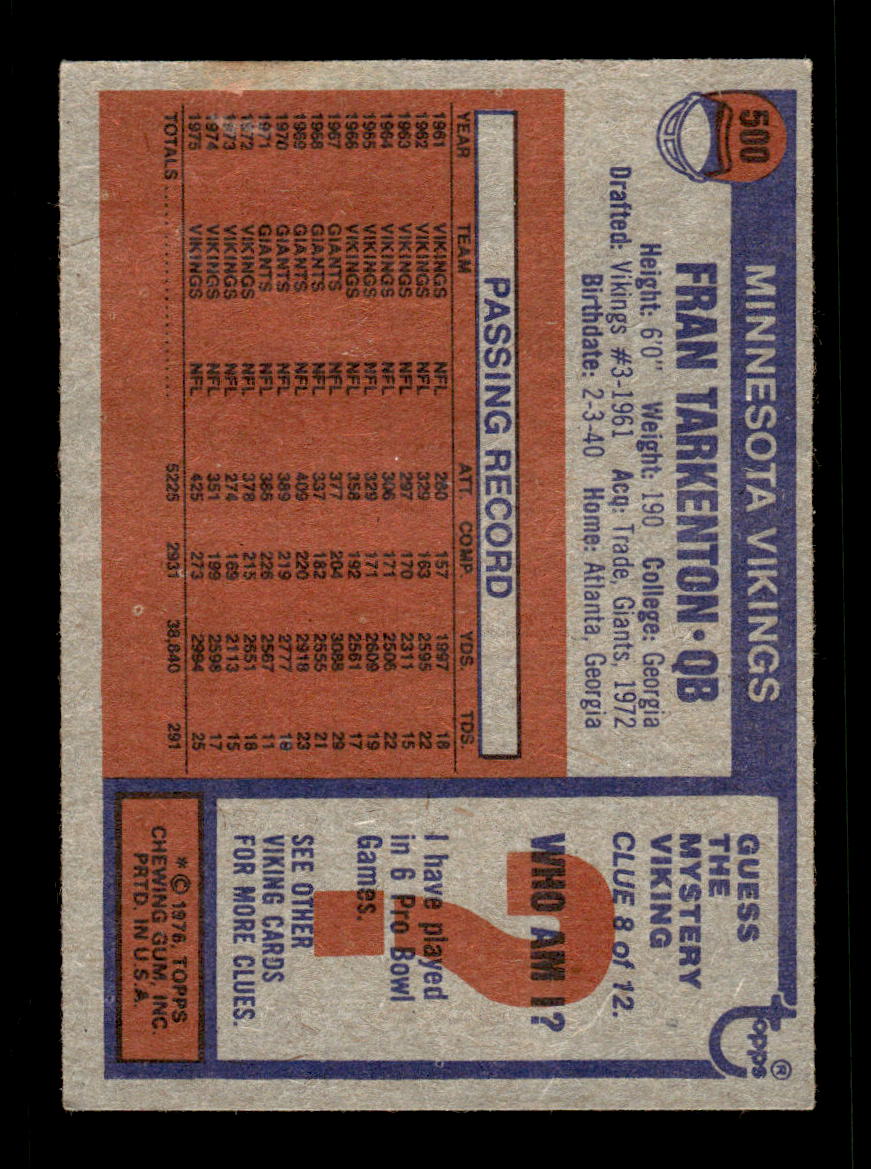 500
MINNESOTA VIKINGS
FRAN TARKENTON • QB
Height: 6'0" Weight: 190 College: Georgia
Drafted: Vikings #3-1961 Acq: Trade, Giants, 1972
Birthdate: 2-3-40 Home: Atlanta, Georgia
PASSING RECORD
YEAR TEAM ATT. COMP. YDS. TDS.
1961 VIKINGS NFL 280 157 1997 18
1962 VIKINGS NFL 329 163 2595 22
1963 VIKINGS NFL 297 170 2311 15
1964 VIKINGS NFL 306 171 2506 22
1965 VIKINGS NFL 329 171 2609 19
1966 VIKINGS NFL 358 192 2561 17
1967 GIANTS NFL 377 204 3088 29
1968 GIANTS NFL 337 182 2555 21
1969 GIANTS NFL 409 220 2918 23
1970 GIANTS NFL 389 219 2777 19
1971 GIANTS NFL 386 226 2567 11
1972 VIKINGS NFL 378 215 2651 18
1973 VIKINGS NFL 274 169 2113 15
1974 VIKINGS NFL 351 199 2598 17
1975 VIKINGS NFL 425 273 2994 25
TOTALS .................... 5225 2931 38,840 291
topps®
GUESS
THE
MYSTERY
VIKING
CLUE 8 of 12.
?
WHO AM I?
I have played
in 6 Pro Bowl
Games.
SEE OTHER
VIKING CARDS
FOR MORE CLUES.
* © 1976, TOPPS
CHEWING GUM, INC.
PRTD. IN U.S.A.